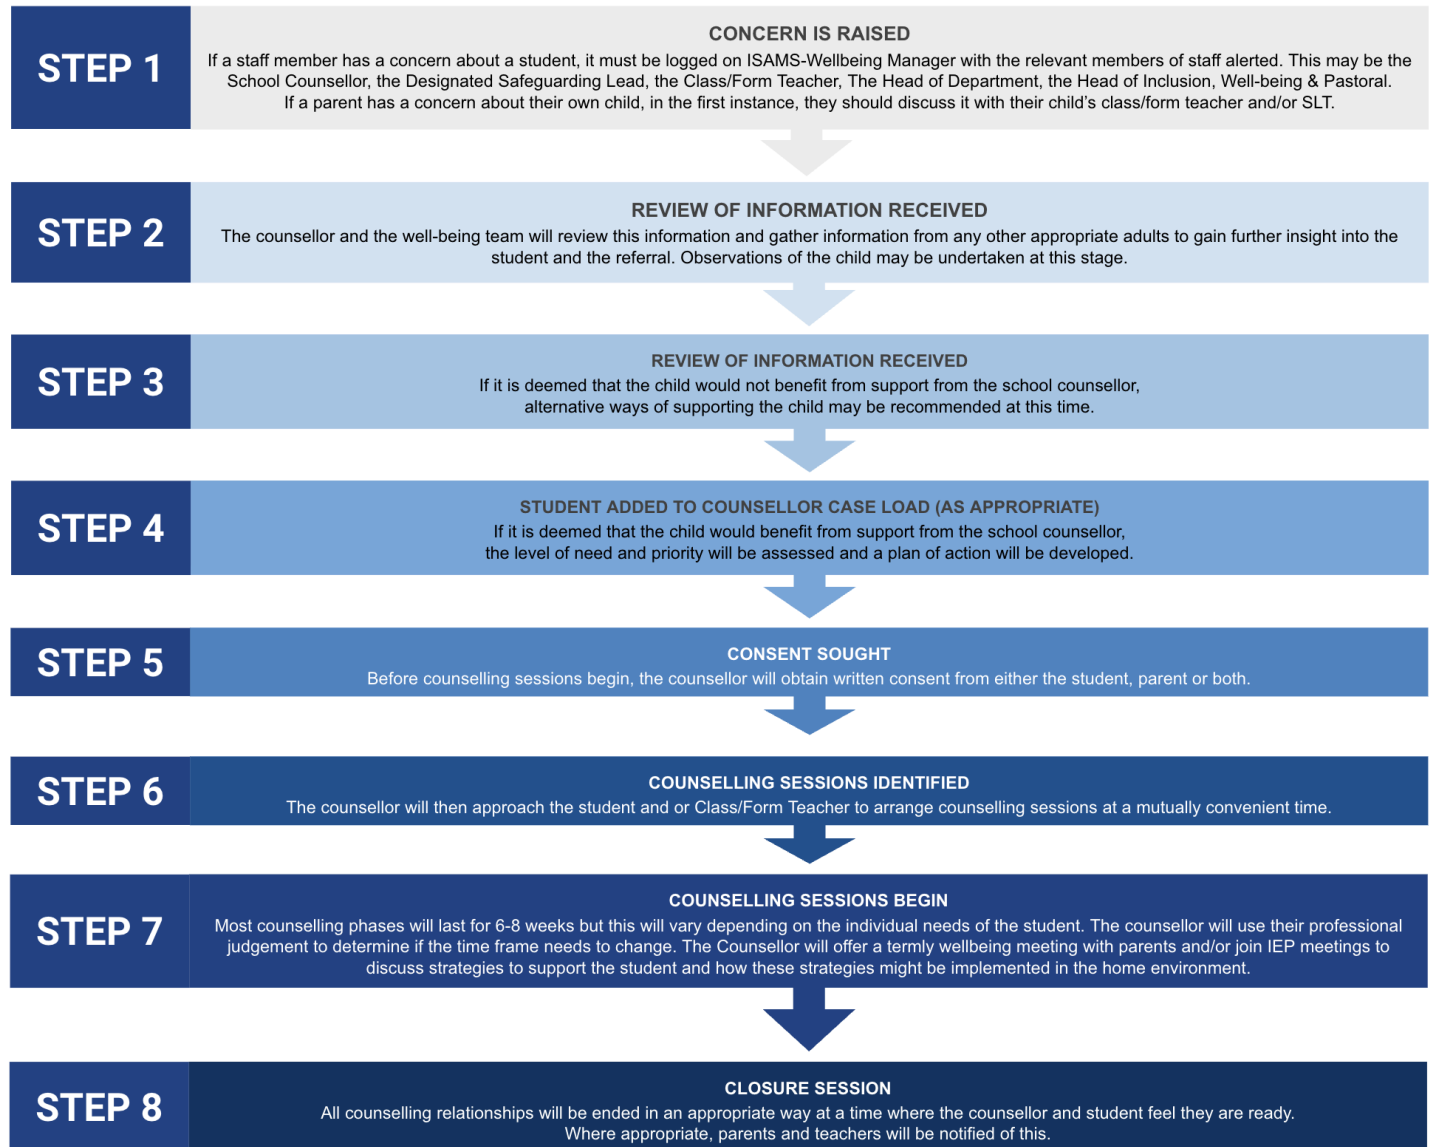 STEP 1
CONCERN IS RAISED
If a staff member has a concern about a student, it must be logged on ISAMS-Wellbeing Manager with the relevant members of staff alerted. This may be the
School Counsellor, the Designated Safeguarding Lead, the Class/Form Teacher, The Head of Department, the Head of Inclusion, Well-being & Pastoral.
If a parent has a concern about their own child, in the first instance, they should discuss it with their child's class/form teacher and/or SLT.
STEP 2
REVIEW OF INFORMATION RECEIVED
The counsellor and the well-being team will review this information and gather information from any other appropriate adults to gain further insight into the
student and the referral. Observations of the child may be undertaken at this stage.
STEP 3
REVIEW OF INFORMATION RECEIVED
If it is deemed that the child would not benefit from support from the school counsellor,
alternative ways of supporting the child may be recommended at this time.
STEP 4
STUDENT ADDED TO COUNSELLOR CASE LOAD (AS APPROPRIATE)
If it is deemed that the child would benefit from support from the school counsellor,
the level of need and priority will be assessed and a plan of action will be developed.
STEP 5
CONSENT SOUGHT
Before counselling sessions begin, the counsellor will obtain written consent from either the student, parent or both.
STEP 6
COUNSELLING SESSIONS IDENTIFIED
The counsellor will then approach the student and or Class/Form Teacher to arrange counselling sessions at a mutually convenient time.
STEP 7
COUNSELLING SESSIONS BEGIN
Most counselling phases will last for 6-8 weeks but this will vary depending on the individual needs of the student. The counsellor will use their professional
judgement to determine if the time frame needs to change. The Counsellor will offer a termly wellbeing meeting with parents and/or join IEP meetings to
discuss strategies to support the student and how these strategies might be implemented in the home environment.
STEP 8
CLOSURE SESSION
All counselling relationships will be ended in an appropriate way at a time where the counsellor and student feel they are ready.
Where appropriate, parents and teachers will be notified of this.